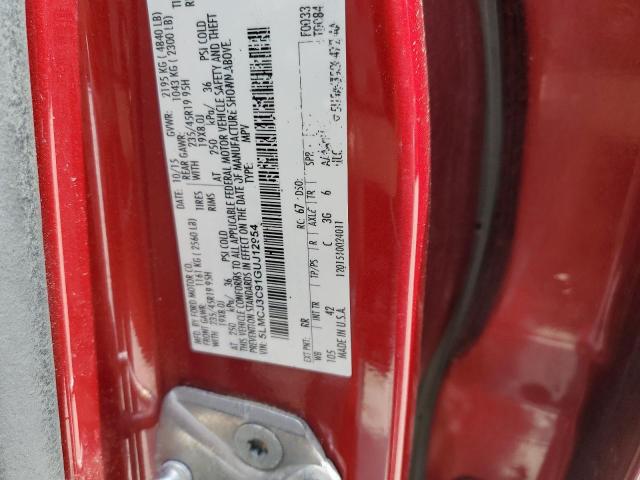 MFD. BY FORD MOTOR CO.
DATE: 10/15 GVWR: 2195 KG ( 4840 LB)
FRONT GAWR: 1161 KG ( 2560 LB) REAR GAWR: 1043 KG ( 2300 LB)
WITH 235/45R19 95H TIRES WITH 235/45R19 95H
19X8.0J RIMS 19X8.0J
AT 250 kPa/ 36 PSI COLD AT 250 kPa/ 36 PSI COLD
THIS VEHICLE CONFORMS TO ALL APPLICABLE FEDERAL MOTOR VEHICLE SAFETY AND THEFT
PREVENTION STANDARDS IN EFFECT ON THE DATE OF MANUFACTURE SHOWN ABOVE.
VIN: 5LMCJ3C91GUJ12954 TYPE: MPV
F0033
T0084
EXT PNT: RR RC: 67 DSO:
WB INT TR TP/PS R AXLE TR SPR
105 42 C 3G 6
MADE IN U.S.A. 1201510024011